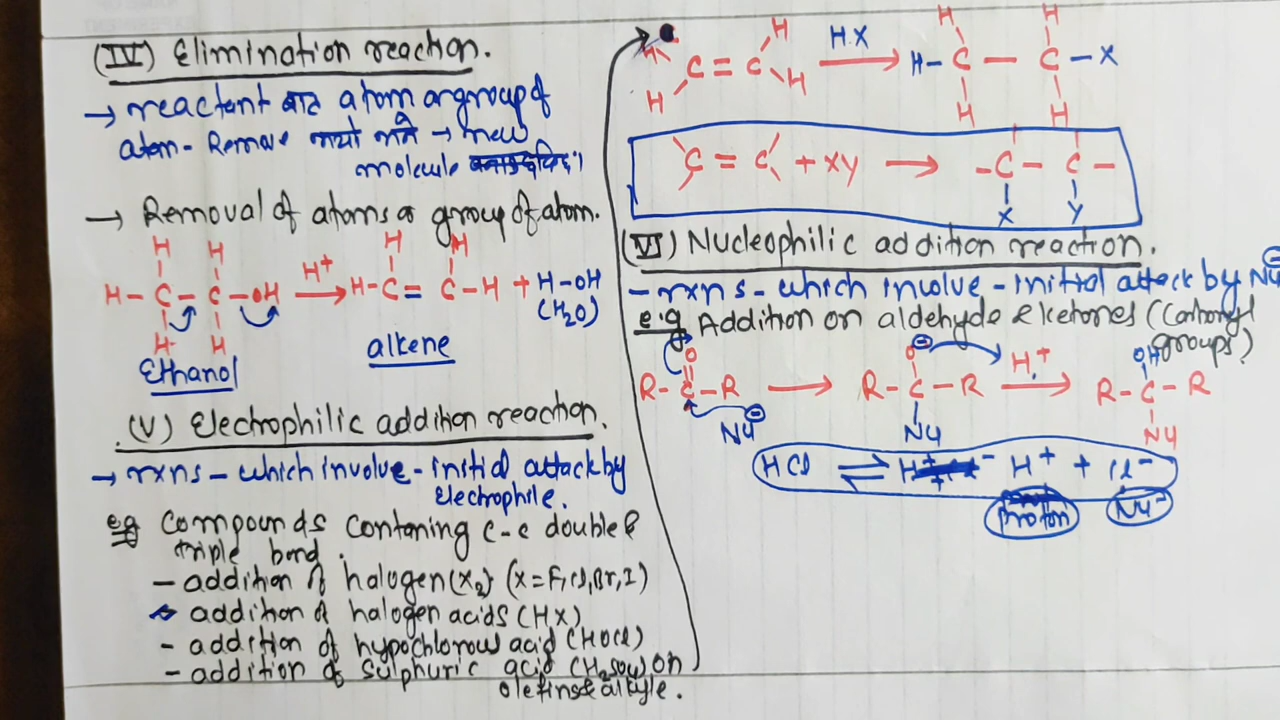 (IV) Elimination reaction.
→ reactant बाट atom or group of
atom - Remove गर्यो भने → new
molecule
→ Removal of atoms or group of atom.
H H H H
H - C - C - OH H+ → H - C = C - H + H-OH
(H2O)
H H
Ethanol alkene
(V) Electrophilic addition reaction.
→ rxns - which involve - initial attack by
Electrophile.
eg Compounds Contaning C-C double &
triple bond.
- addition of halogen (X2) (X = F, Cl, Br, I)
→ addition of halogen acids (HX)
- addition of hypochlorous acid (HOCl)
- addition of Sulphuric acid (H2SO4) on
olefins & alkyle.
H H H H
C = C H.X → H - C - C - X
H H H H
C = C + XY → - C - C -
X Y
(VI) Nucleophilic addition reaction.
- rxns - which involve - initial attack by Nu⊖
e.g Addition on aldehyde & ketones (Carbonyl
groups)
O O⊖ OH
R - C - R → R - C - R H+ → R - C - R
Nu⊖ Nu Nu
HCl ⇌ H+ + Cl-
proton Nu-